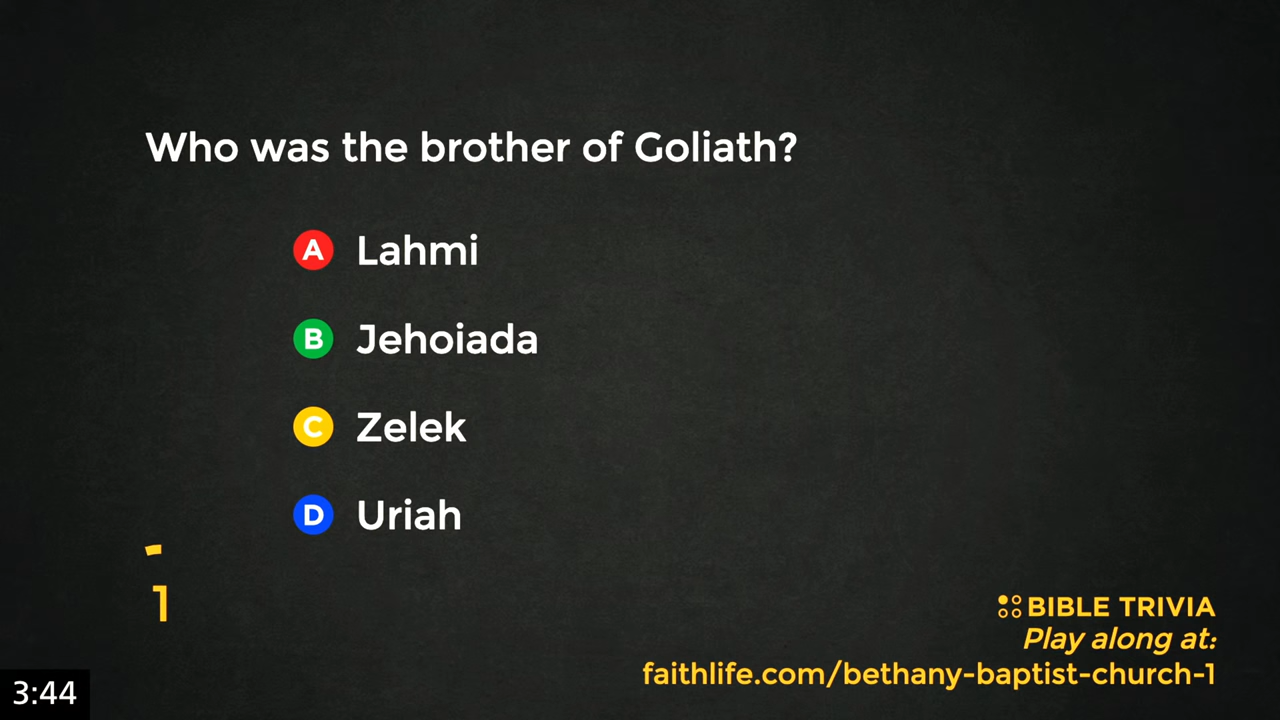 Who was the brother of Goliath?
A Lahmi
B Jehoiada
C Zelek
D Uriah
1
BIBLE TRIVIA
Play along at:
faithlife.com/bethany-baptist-church-1
3:44